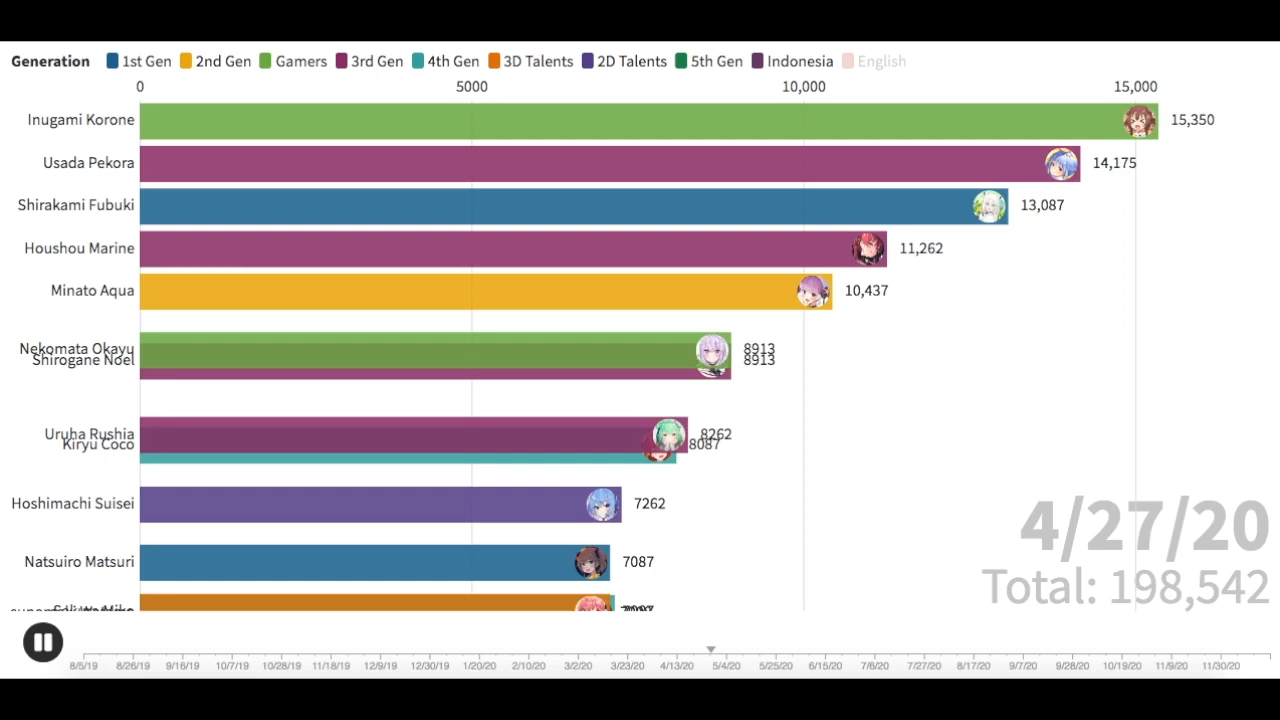 Generation 1st Gen 2nd Gen Gamers 3rd Gen 4th Gen 3D Talents 2D Talents 5th Gen Indonesia English
0 5000 10,000 15,000
Inugami Korone 15,350
Usada Pekora 14,175
Shirakami Fubuki 13,087
Houshou Marine 11,262
Minato Aqua 10,437
Nekomata Okayu 8913
Shirogane Noel 8913
Uruha Rushia 8262
Kiryu Coco 8087
Hoshimachi Suisei 7262
4/27/20
Natsuiro Matsuri 7087
Total: 198,542
8/5/19 8/26/19 9/16/19 10/7/19 10/28/19 11/18/19 12/9/19 12/30/19 1/20/20 2/10/20 3/2/20 3/23/20 4/13/20 5/4/20 5/25/20 6/15/20 7/6/20 7/27/20 8/17/20 9/7/20 9/28/20 10/19/20 11/9/20 11/30/20